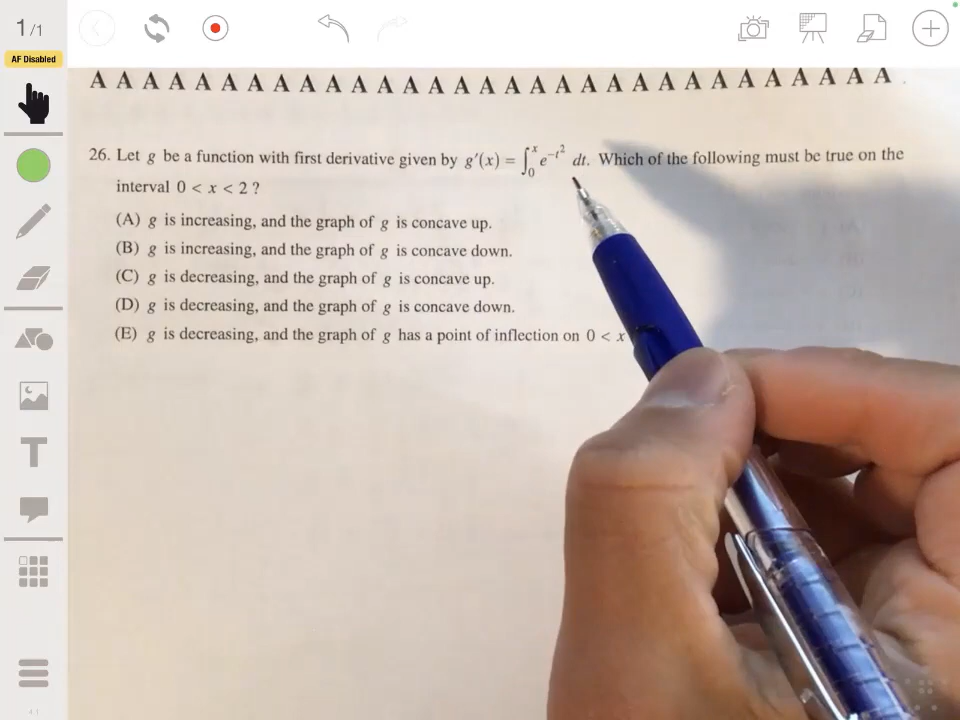 1/1
AF Disabled
A A A A A A A A A A A A A A A A A A A A A A A A A A A A A A A
26. Let g be a function with first derivative given by g′(x) = ∫₀ˣ e^(−t²) dt. Which of the following must be true on the
interval 0 < x < 2 ?
(A) g is increasing, and the graph of g is concave up.
(B) g is increasing, and the graph of g is concave down.
(C) g is decreasing, and the graph of g is concave up.
(D) g is decreasing, and the graph of g is concave down.
(E) g is decreasing, and the graph of g has a point of inflection on 0 < x
T